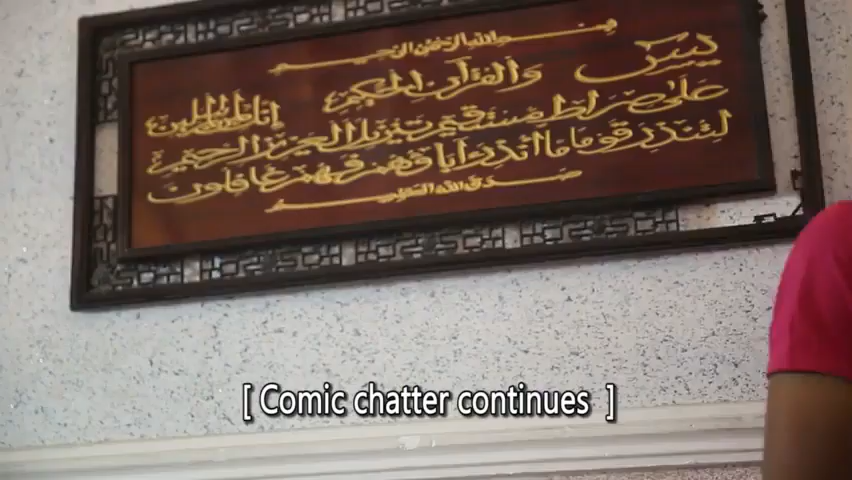 بسم الله الرحمن الرحيم
يس والقرآن الحكيم إنك لمن المرسلين
على صراط مستقيم تنزيل العزيز الرحيم
لتنذر قوما ما أنذر آباؤهم فهم غافلون
صدق الله العظيم
[ Comic chatter continues ]